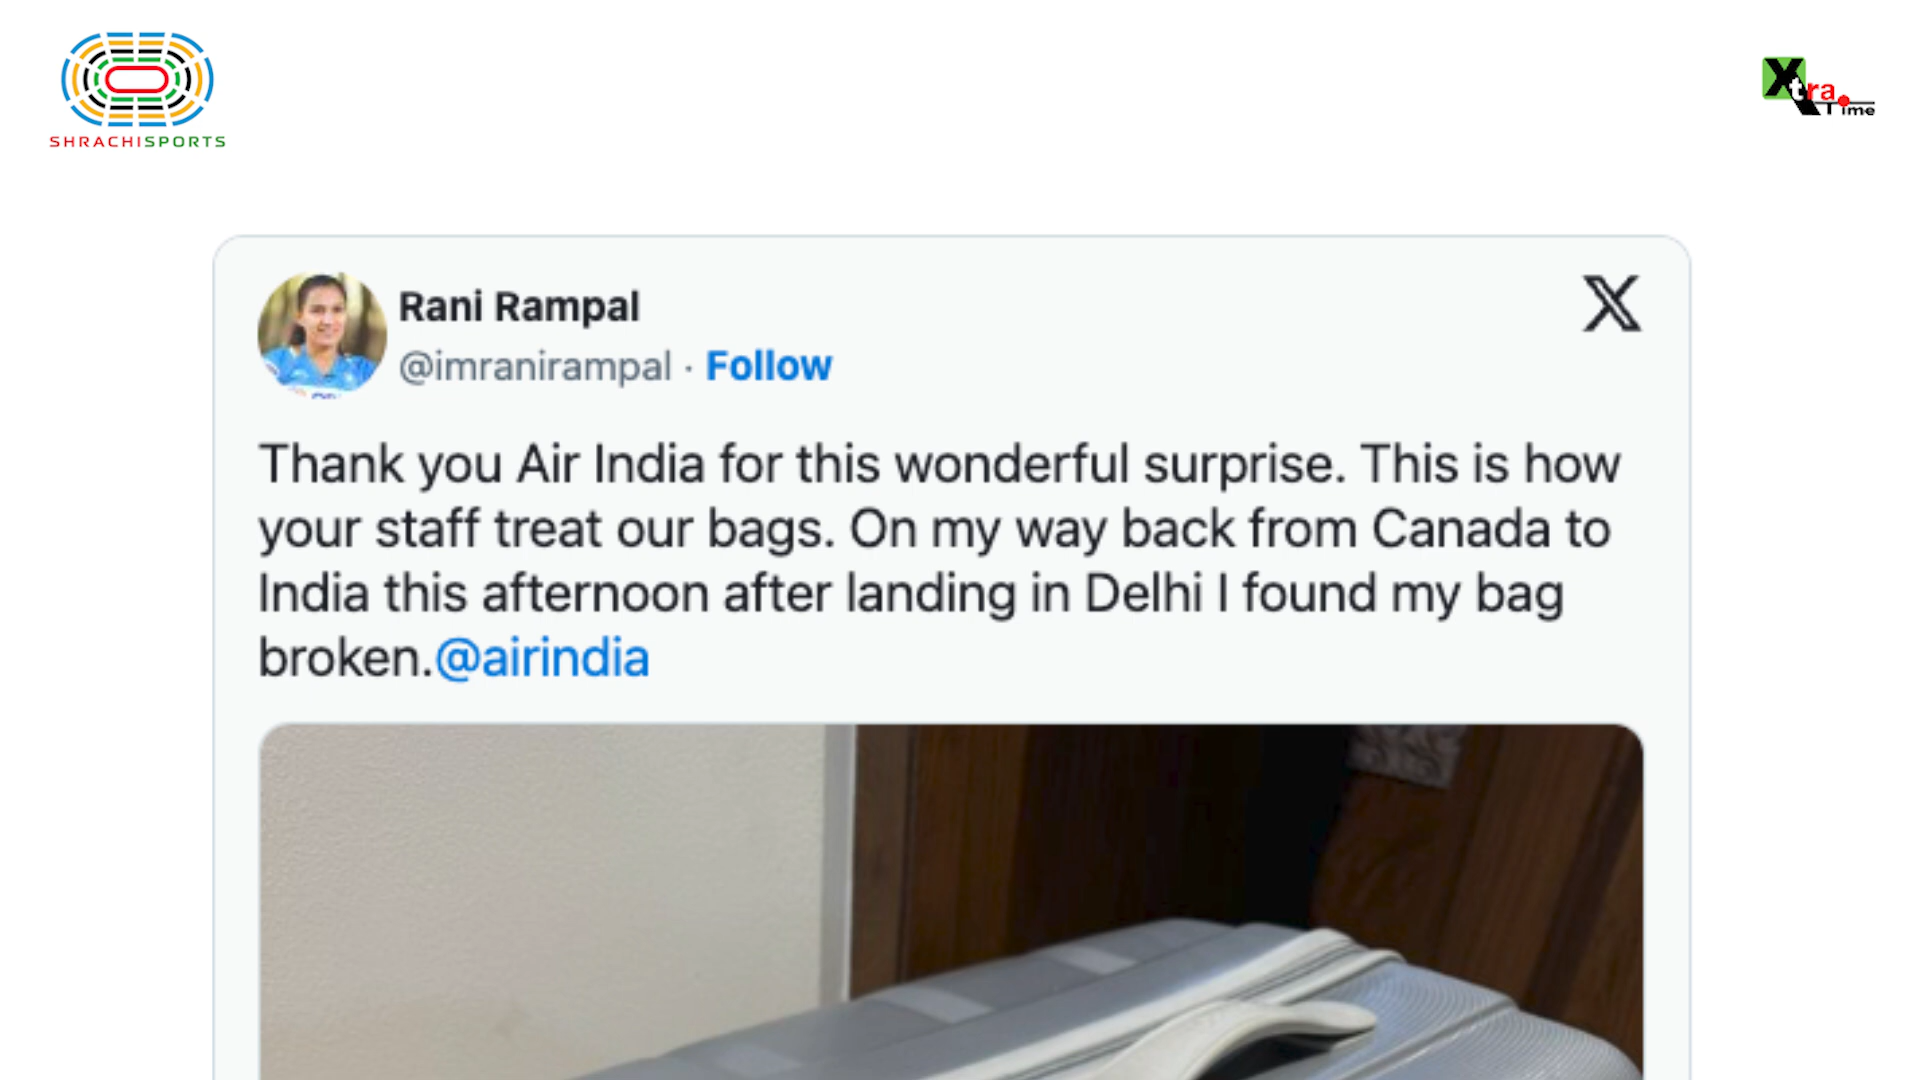 SHRACHISPORTS
Xtra
Time
Rani Rampal
@imranirampal · Follow
Thank you Air India for this wonderful surprise. This is how
your staff treat our bags. On my way back from Canada to
India this afternoon after landing in Delhi I found my bag
broken.@airindia